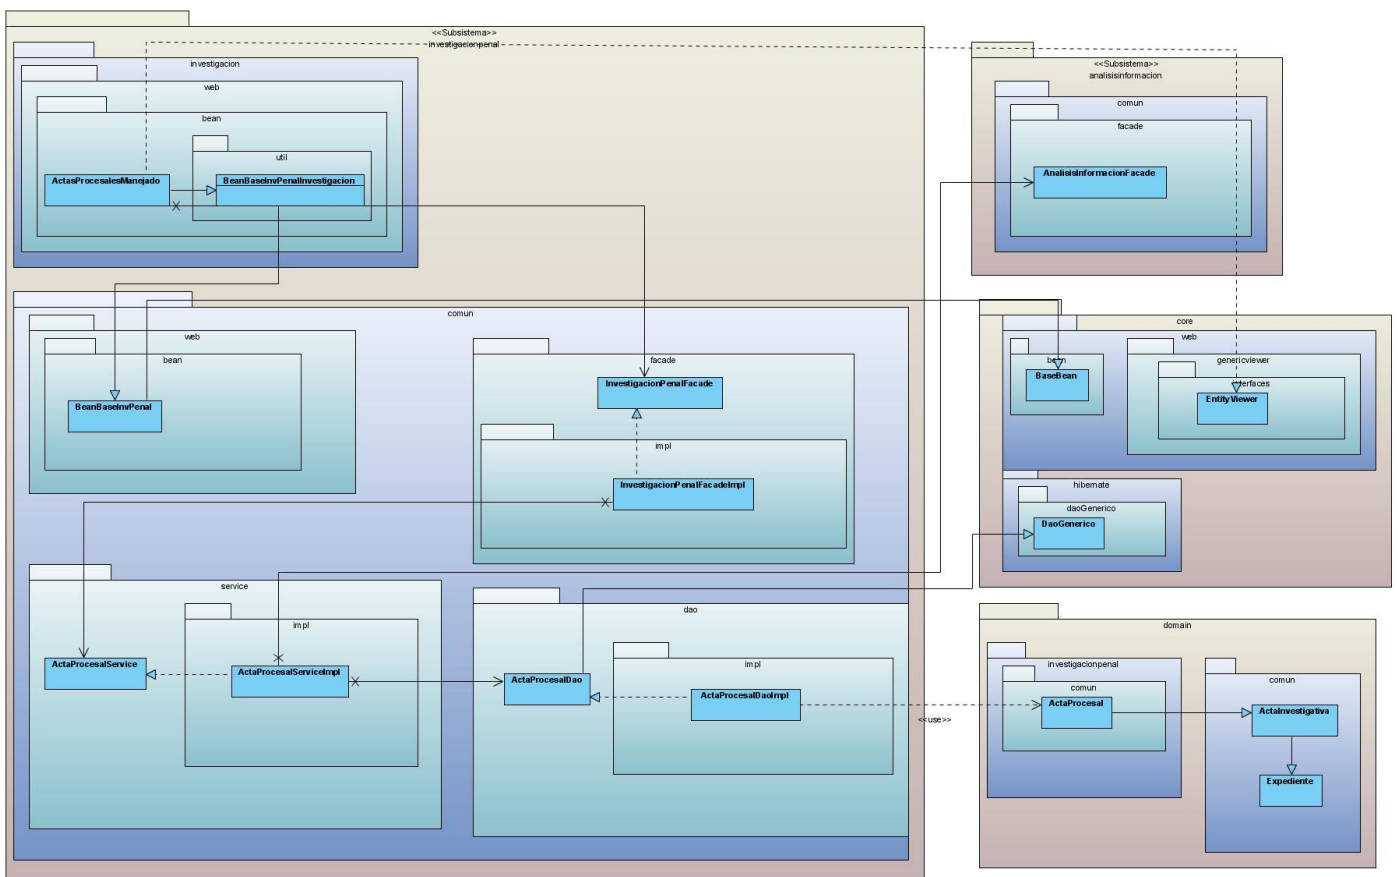 <<Subsistema>>
investigacionpenal
investigacion
web
bean
util
ActasProcesalesManejado
BeanBaseInvPenalInvestigacion
<<Subsistema>>
analisisinformacion
comun
facade
AnalisisInformacionFacade
comun
web
bean
BeanBaseInvPenal
facade
InvestigacionPenalFacade
impl
InvestigacionPenalFacadeImpl
core
web
bean
BaseBean
genericviewer
interfaces
EntityViewer
hibernate
daoGenerico
DaoGenerico
service
impl
ActaProcesalService
ActaProcesalServiceImpl
dao
impl
ActaProcesalDao
ActaProcesalDaoImpl
<<use>>
domain
investigacionpenal
comun
ActaProcesal
comun
ActaInvestigativa
Expediente